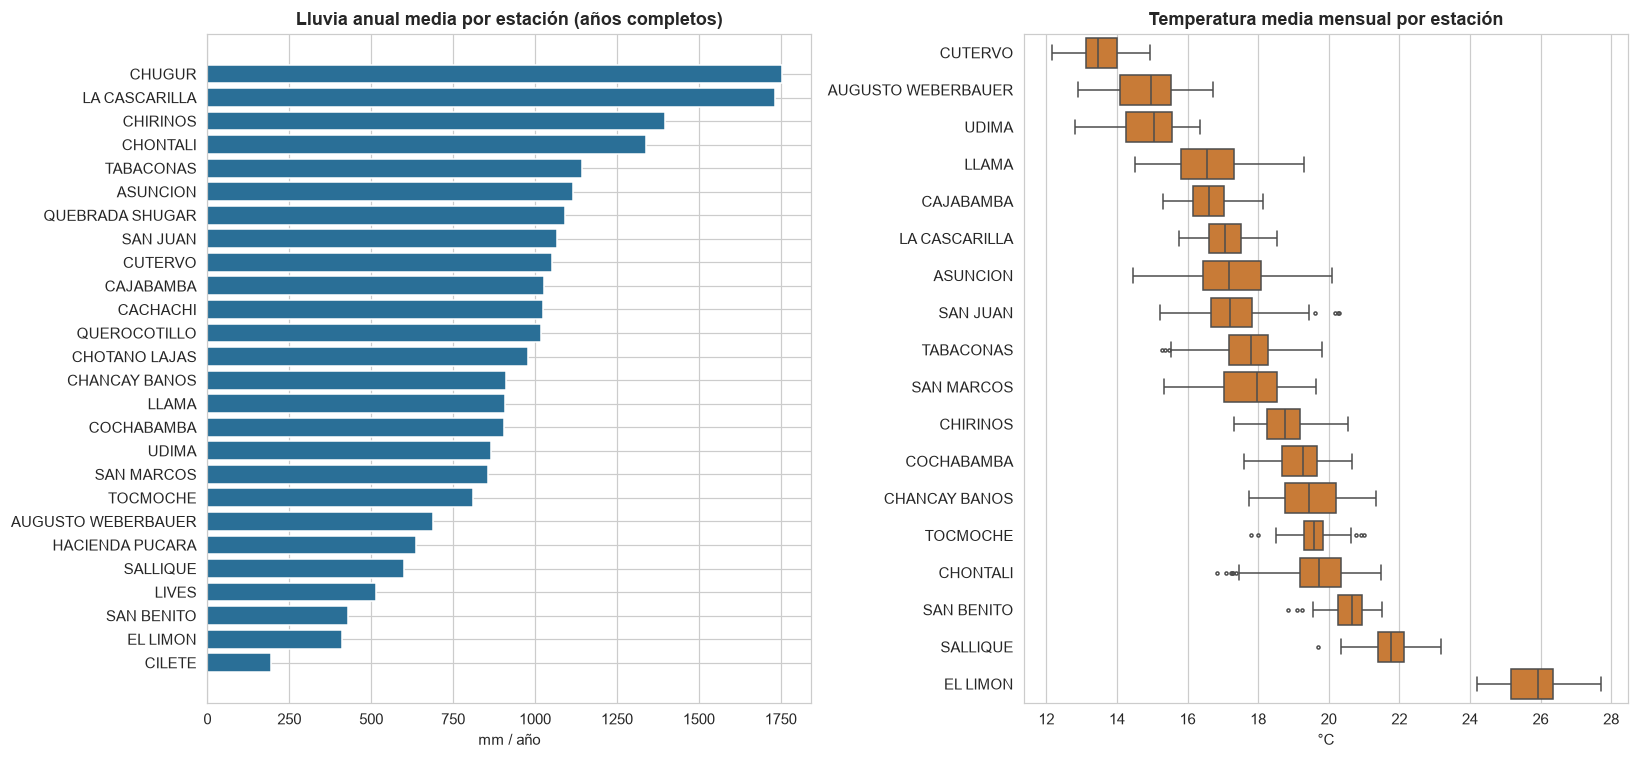 Lluvia anual media por estación (años completos)
CHUGUR
LA CASCARILLA
CHIRINOS
CHONTALI
TABACONAS
ASUNCION
QUEBRADA SHUGAR
SAN JUAN
CUTERVO
CAJABAMBA
CACHACHI
QUEROCOTILLO
CHOTANO LAJAS
CHANCAY BANOS
LLAMA
COCHABAMBA
UDIMA
SAN MARCOS
TOCMOCHE
AUGUSTO WEBERBAUER
HACIENDA PUCARA
SALLIQUE
LIVES
SAN BENITO
EL LIMON
CILETE
0 250 500 750 1000 1250 1500 1750
mm / año
Temperatura media mensual por estación
CUTERVO
AUGUSTO WEBERBAUER
UDIMA
LLAMA
CAJABAMBA
LA CASCARILLA
ASUNCION
SAN JUAN
TABACONAS
SAN MARCOS
CHIRINOS
COCHABAMBA
CHANCAY BANOS
TOCMOCHE
CHONTALI
SAN BENITO
SALLIQUE
EL LIMON
12 14 16 18 20 22 24 26 28
°C